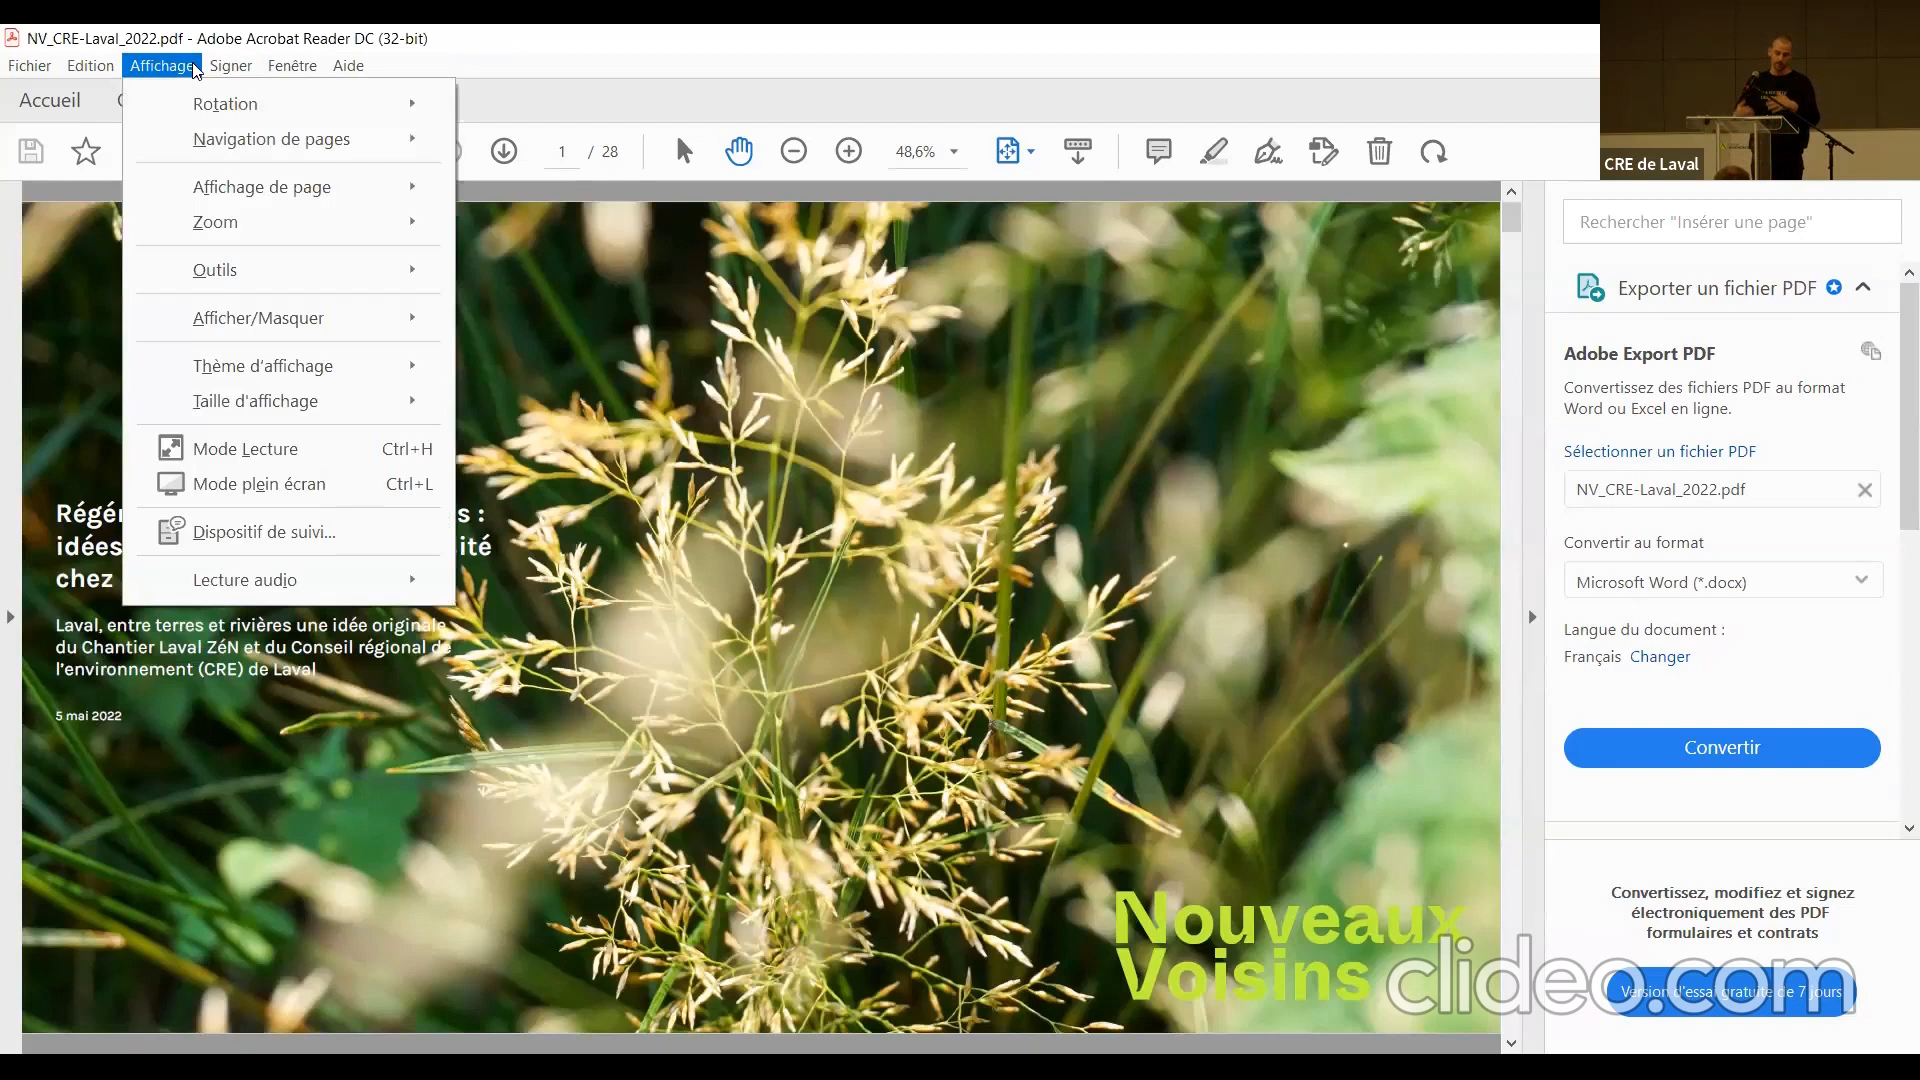 NV_CRE-Laval_2022.pdf - Adobe Acrobat Reader DC (32-bit)
Fichier Edition Affichage Signer Fenêtre Aide
Accueil
1 / 28
48,6%
Rotation
Navigation de pages
Affichage de page
Zoom
Outils
Afficher/Masquer
Thème d'affichage
Taille d'affichage
Mode Lecture Ctrl+H
Mode plein écran Ctrl+L
Dispositif de suivi...
Lecture audio
Régén s :
idées ité
chez
Laval, entre terres et rivières une idée originale
du Chantier Laval ZéN et du Conseil régional de
l'environnement (CRE) de Laval
5 mai 2022
Nouveaux
Voisins
CRE de Laval
Rechercher "Insérer une page"
Exporter un fichier PDF
Adobe Export PDF
Convertissez des fichiers PDF au format
Word ou Excel en ligne.
Sélectionner un fichier PDF
NV_CRE-Laval_2022.pdf
Convertir au format
Microsoft Word (*.docx)
Langue du document :
Français Changer
Convertir
Convertissez, modifiez et signez
électroniquement des PDF
formulaires et contrats
Version d'essai gratuite de 7 jours
clideo.com